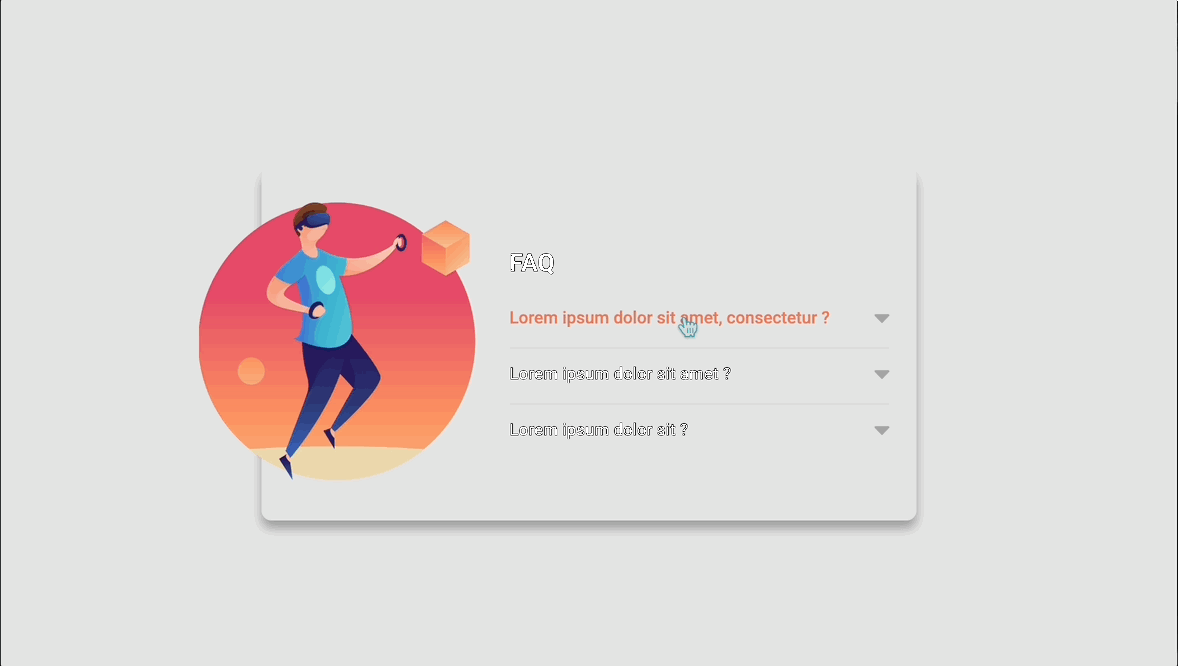 FAQ
Lorem ipsum dolor sit amet, consectetur ?
Lorem ipsum dolor sit amet ?
Lorem ipsum dolor sit ?